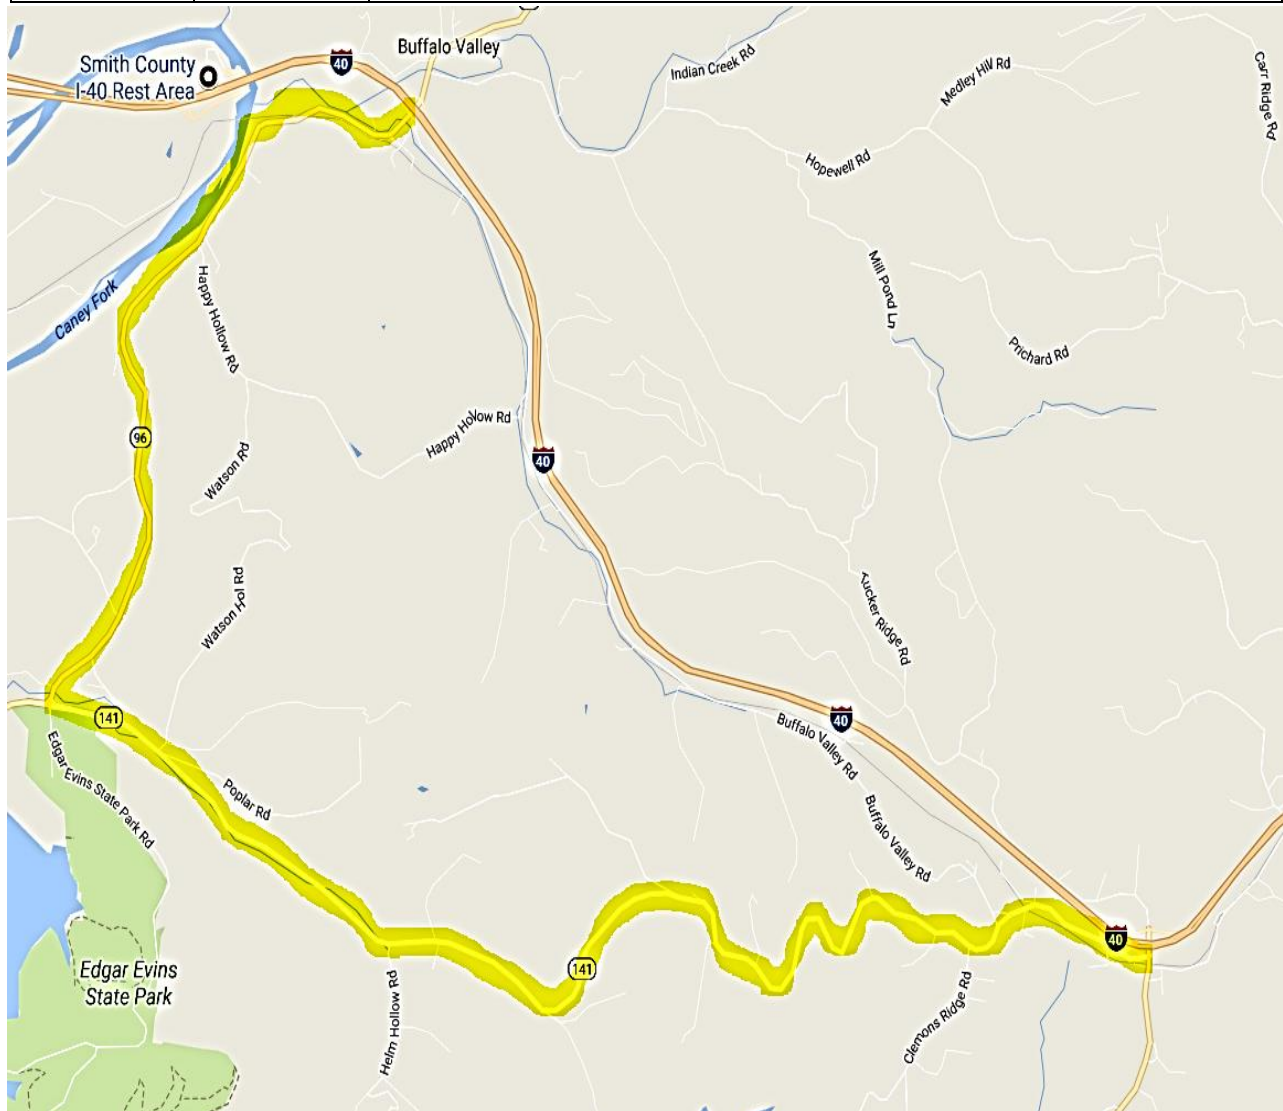 Buffalo Valley
Smith County
I-40 Rest Area
40
Indian Creek Rd
Medley Hill Rd
Carr Ridge Rd
Hopewell Rd
Caney Fork
Happy Hollow Rd
Mill Pond Ln
Prichard Rd
Happy Hollow Rd
96
40
Watson Rd
Watson Hol Rd
Tucker Ridge Rd
141
40
Buffalo Valley Rd
Edgar Evins State Park Rd
Poplar Rd
Buffalo Valley Rd
40
141
Edgar Evins
State Park
Helm Hollow Rd
Clemons Ridge Rd